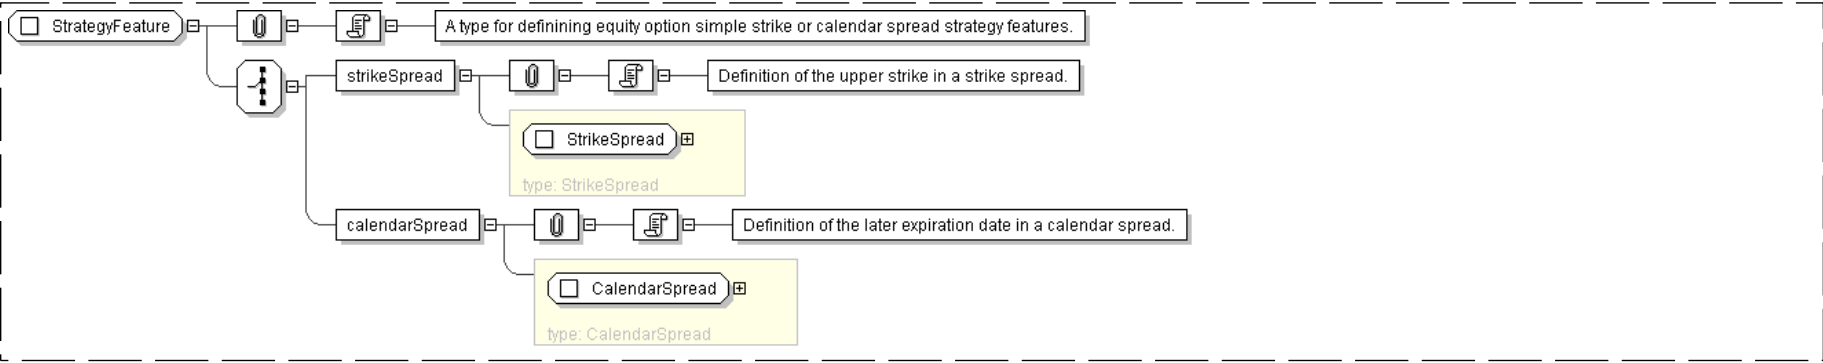 StrategyFeature
A type for definining equity option simple strike or calendar spread strategy features.
strikeSpread
Definition of the upper strike in a strike spread.
StrikeSpread
type: StrikeSpread
calendarSpread
Definition of the later expiration date in a calendar spread.
CalendarSpread
type: CalendarSpread